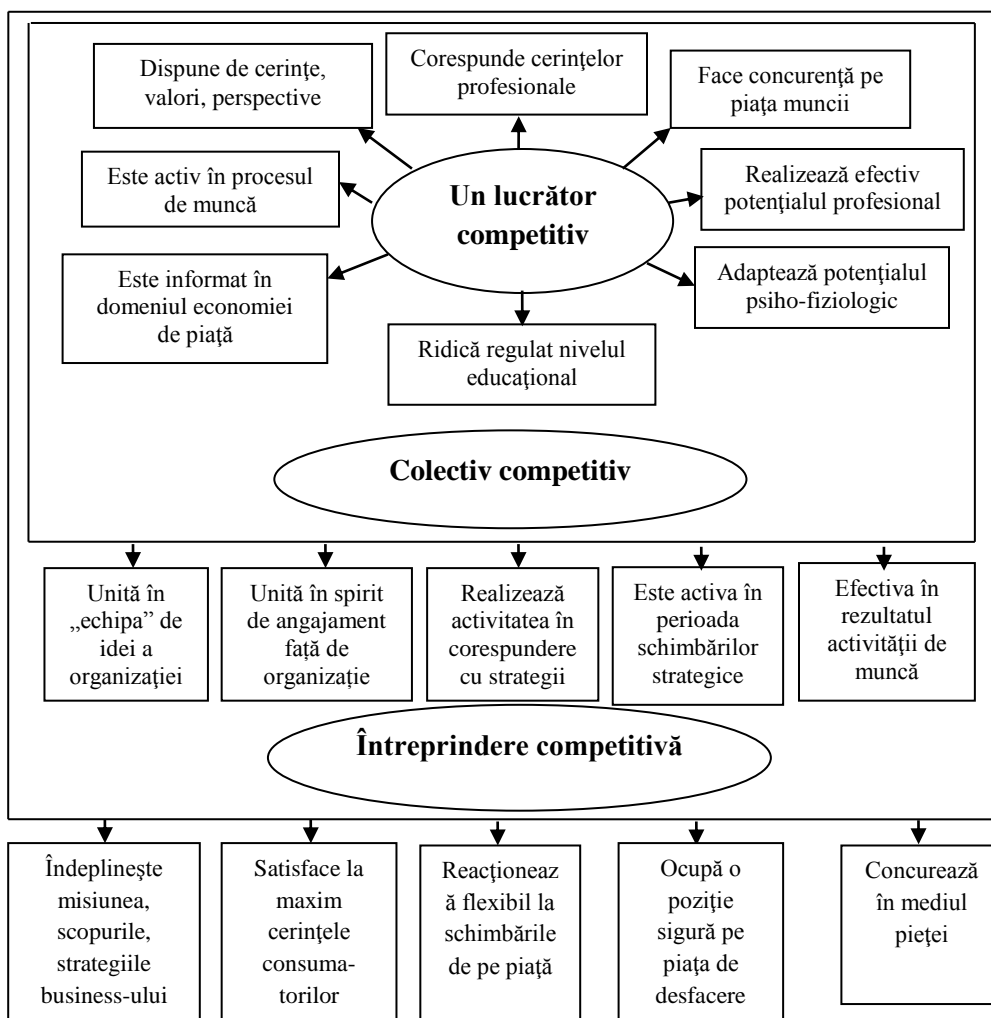 Dispune de cerinţe,
valori, perspective
Corespunde cerinţelor
profesionale
Face concurenţă pe
piaţa muncii
Este activ în procesul
de muncă
Un lucrător
competitiv
Realizează efectiv
potenţialul profesional
Este informat în
domeniul economiei
de piaţă
Adaptează potenţialul
psiho-fiziologic
Ridică regulat nivelul
educaţional
Colectiv competitiv
Unită în
„echipa” de
idei a
organizaţiei
Unită în spirit
de angajament
față de
organizație
Realizează
activitatea în
corespundere
cu strategii
Este activa în
perioada
schimbărilor
strategice
Efectiva în
rezultatul
activităţii de
muncă
Întreprindere competitivă
Îndeplineşte
misiunea,
scopurile,
strategiile
business-ului
Satisface la
maxim
cerinţele
consuma-
torilor
Reacţioneaz
ă flexibil la
schimbările
de pe piaţă
Ocupă o
poziţie
sigură pe
piaţa de
desfacere
Concurează
în mediul
pieţei